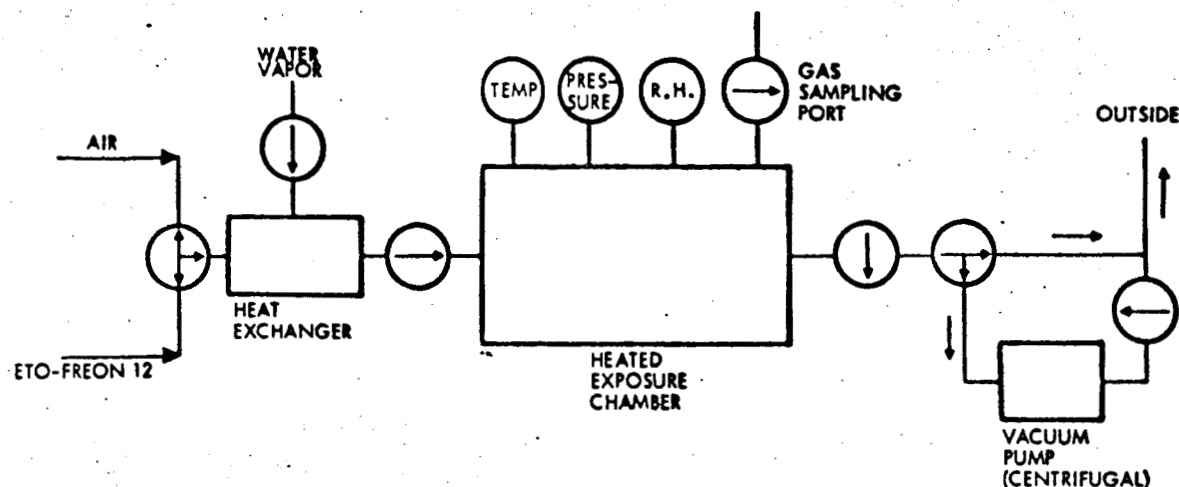 WATER
VAPOR
TEMP
PRES-
SURE
R.H.
GAS
SAMPLING
PORT
OUTSIDE
AIR
HEAT
EXCHANGER
ETO-FREON 12
HEATED
EXPOSURE
CHAMBER
VACUUM
PUMP
(CENTRIFUGAL)